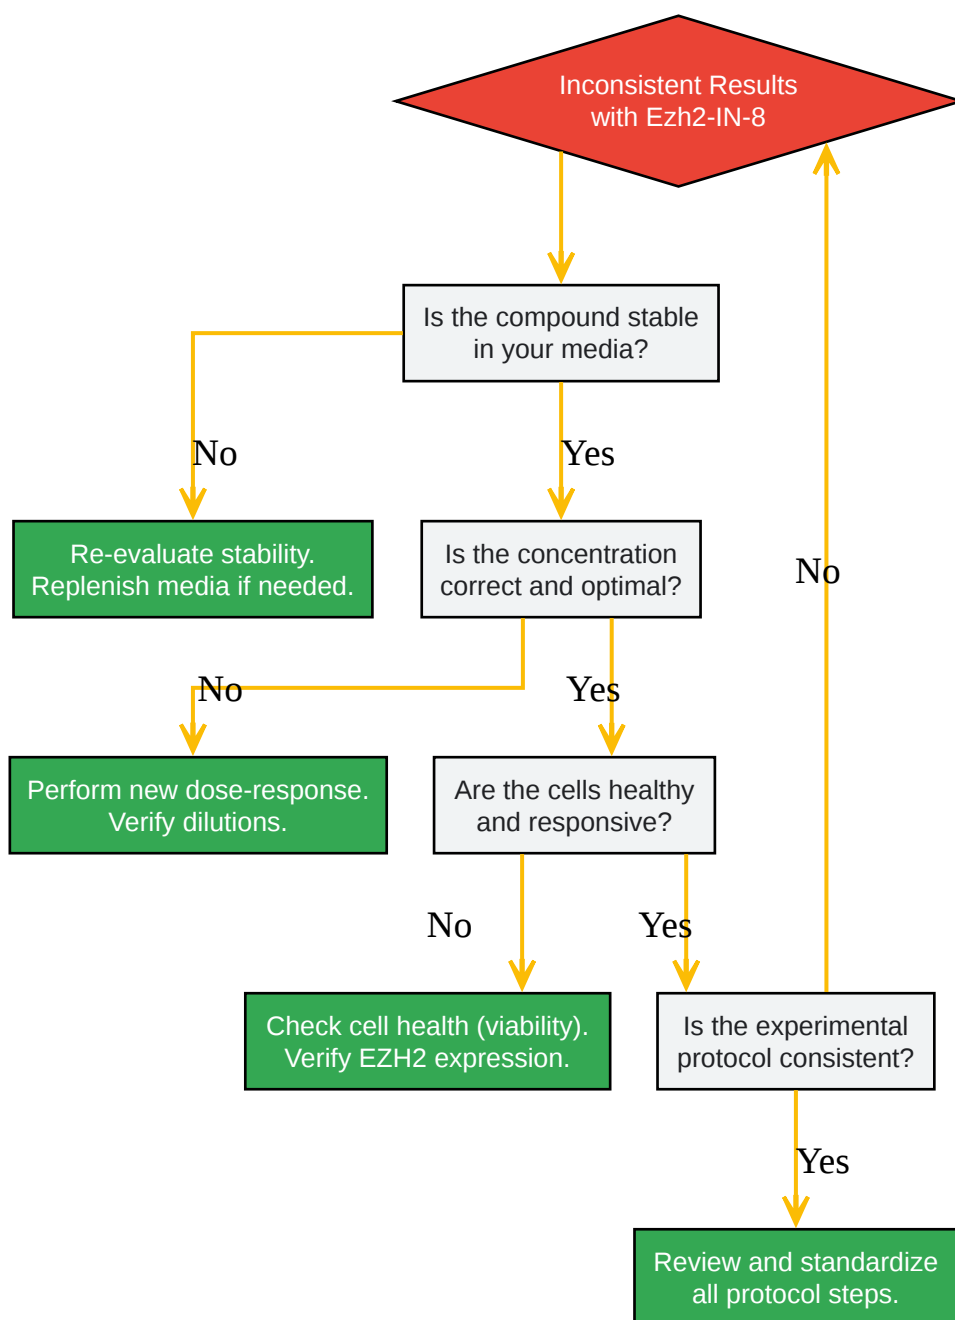 Inconsistent Results
with Ezh2-IN-8
Is the compound stable
in your media?
No
Yes
Re-evaluate stability.
Replenish media if needed.
Is the concentration
correct and optimal?
No
No
Yes
Perform new dose-response.
Verify dilutions.
Are the cells healthy
and responsive?
No
Yes
Check cell health (viability).
Verify EZH2 expression.
Is the experimental
protocol consistent?
Yes
Review and standardize
all protocol steps.